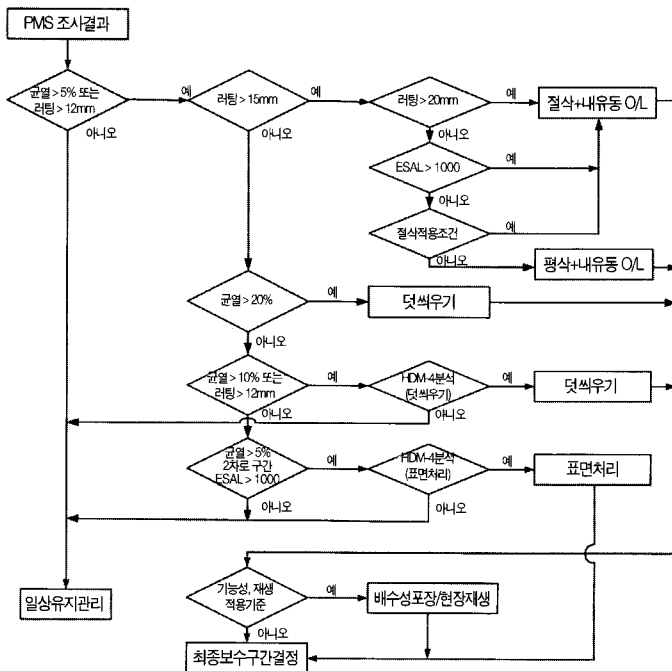 PMS 조사결과
균열 > 5% 또는
러팅 > 12mm
예
러팅 > 15mm
예
러팅 > 20mm
예
절삭+내유동 O/L
아니오
아니오
아니오
ESAL > 1000
예
아니오
절삭적용조건
예
아니오
평삭+내유동 O/L
균열 > 20%
예
덧씌우기
아니오
균열 > 10% 또는
러팅 > 12mm
예
HDM-4분석
(덧씌우기)
예
덧씌우기
아니오
아니오
균열 > 5%
2차로 구간
ESAL > 1000
예
HDM-4분석
(표면처리)
예
표면처리
아니오
아니오
일상유지관리
기능성, 재생
적용기준
예
배수성포장/현장재생
아니오
최종보수구간결정